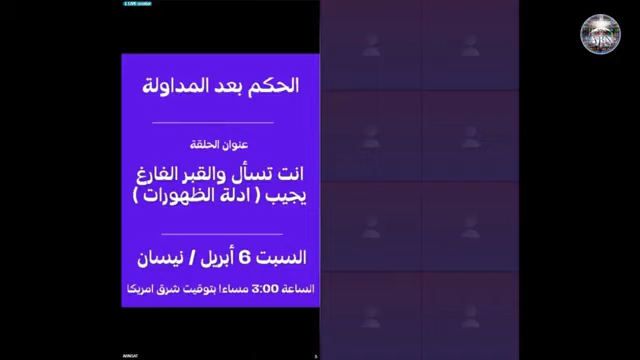 الحكم بعد المداولة
عنوان الحلقة
انت تسأل والقبر الفارغ
يجيب ( ادلة الظهورات )
السبت 6 أبريل / نيسان
الساعة 3:00 مساءا بتوقيت شرق امريكا